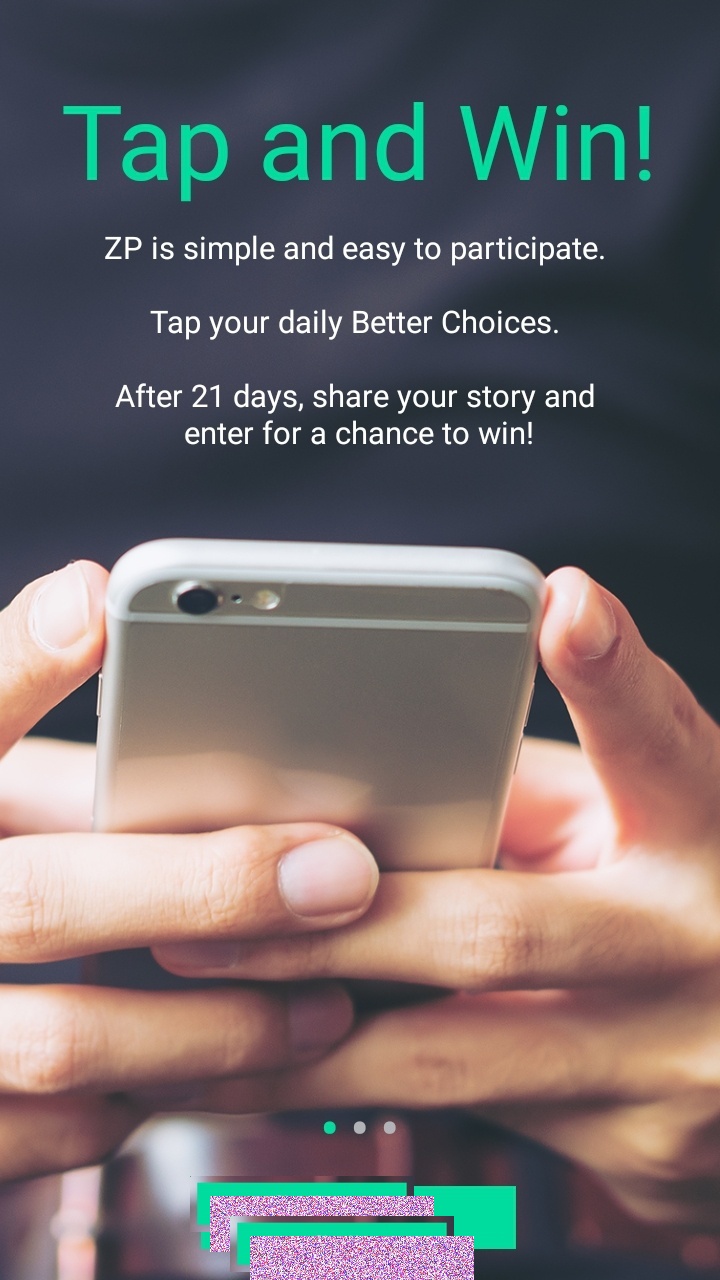 Tap and Win!
ZP is simple and easy to participate.
Tap your daily Better Choices.
After 21 days, share your story and
enter for a chance to win!